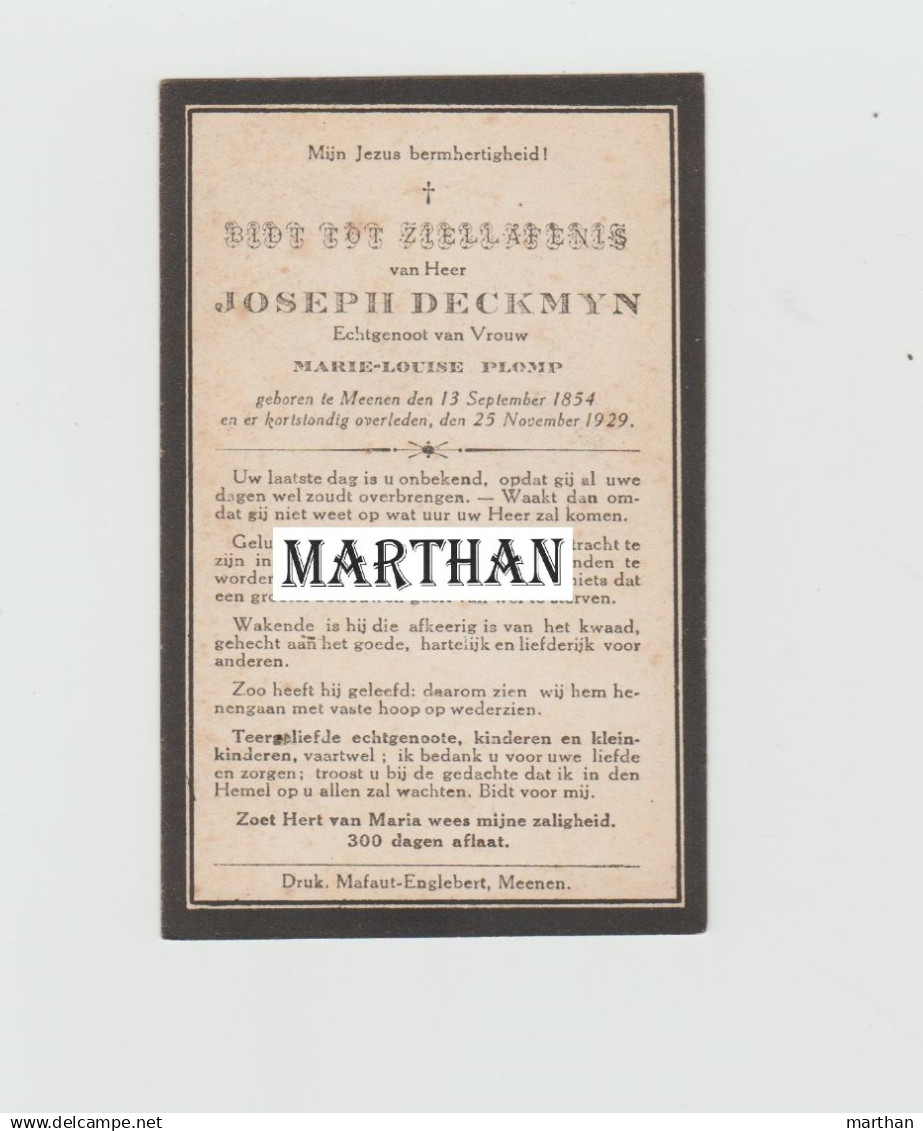 Mijn Jezus bermhertigheid!
†
BIDT TOT ZIELLAFENIS
van Heer
JOSEPH DECKMYN
Echtgenoot van Vrouw
MARIE-LOUISE PLOMP
geboren te Meenen den 13 September 1854
en er kortstondig overleden, den 25 November 1929.
Uw laatste dag is u onbekend, opdat gij al uwe
dagen wel zoudt overbrengen. — Waakt dan om-
dat gij niet weet op wat uur uw Heer zal komen.
tracht te
zijn in
MARTHAN
niets dat
een
Wakende is hij die afkeerig is van het kwaad,
gehecht aan het goede, hartelijk en liefderijk voor
anderen.
Zoo heeft hij geleefd: daarom zien wij hem he-
nengaan met vaste hoop op wederzien.
Teergeliefde echtgenoote, kinderen en klein-
kinderen, vaartwel; ik bedank u voor uwe liefde
en zorgen; troost u bij de gedachte dat ik in den
Hemel op u allen zal wachten. Bidt voor mij.
Zoet Hert van Maria wees mijne zaligheid.
300 dagen aflaat.
Druk. Mafaut-Englebert, Meenen.
marthan
delcampe.net